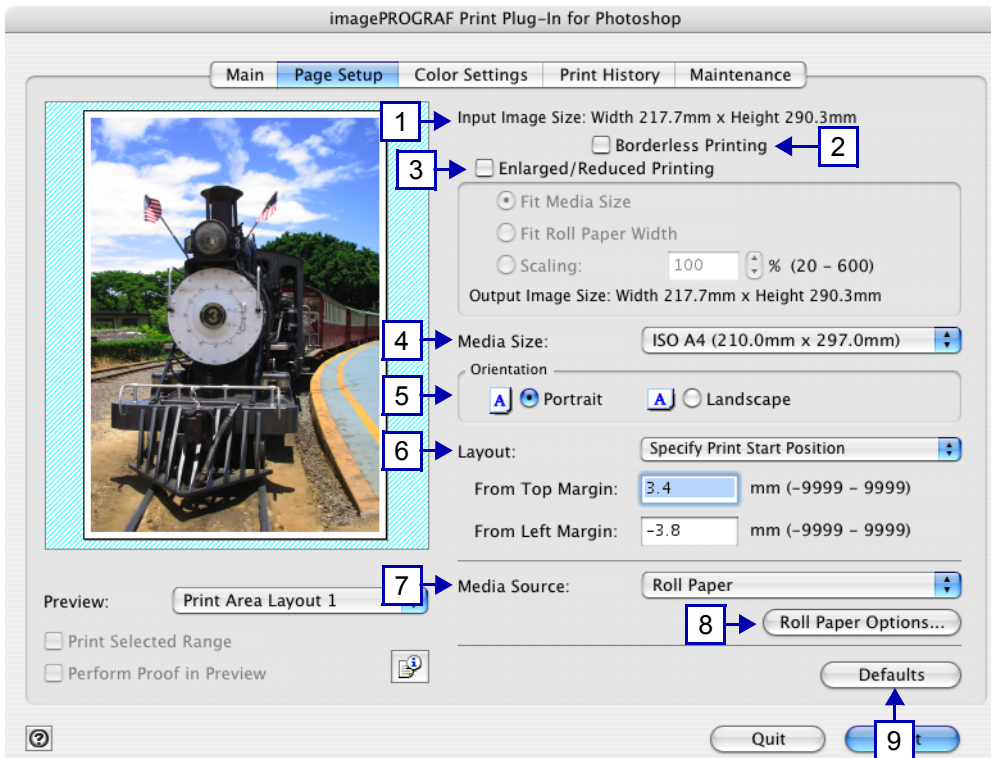 imagePROGRAF Print Plug-In for Photoshop
Main Page Setup Color Settings Print History Maintenance
1 Input Image Size: Width 217.7mm x Height 290.3mm
Borderless Printing 2
3 Enlarged/Reduced Printing
Fit Media Size
Fit Roll Paper Width
Scaling: 100 % (20 - 600)
Output Image Size: Width 217.7mm x Height 290.3mm
4 Media Size: ISO A4 (210.0mm x 297.0mm)
Orientation
5 A Portrait A Landscape
6 Layout: Specify Print Start Position
From Top Margin: 3.4 mm (-9999 - 9999)
From Left Margin: -3.8 mm (-9999 - 9999)
7 Media Source: Roll Paper
8 Roll Paper Options...
Preview: Print Area Layout 1
Print Selected Range
Perform Proof in Preview
Defaults
9
? Quit
3